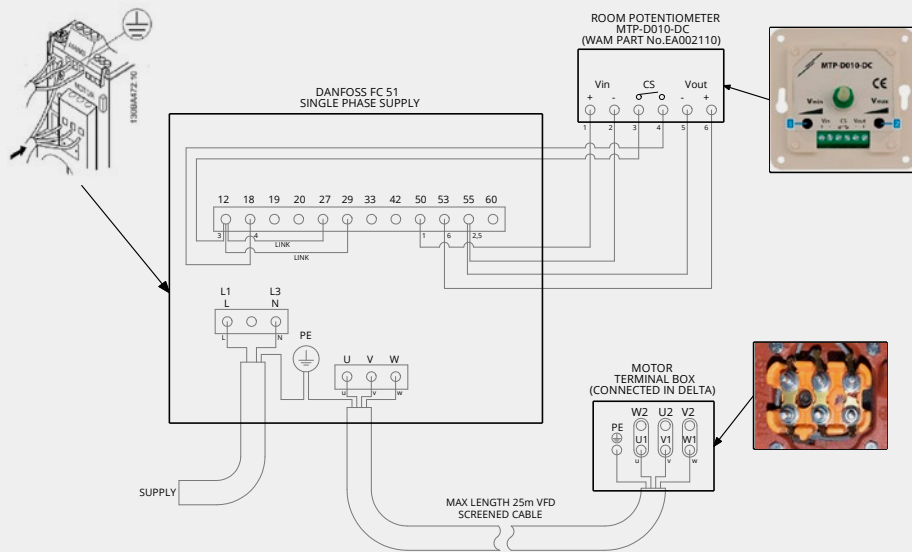 ROOM POTENTIOMETER
MTP-D010-DC
(WAM PART No.EA002110)
MTP-D010-DC
CE
Vmin
Vmax
1
Vin
CS
Vout
2
+ - - +
130BA472.10
DANFOSS FC 51
SINGLE PHASE SUPPLY
Vin CS Vout
+ - - +
1 2 3 4 5 6
12 18 19 20 27 29 33 42 50 53 55 60
3 4 1 6 2,5
LINK
LINK
L1 L3
L N
L N
PE
U V W
u v w
MOTOR
TERMINAL BOX
(CONNECTED IN DELTA)
W2 U2 V2
PE
U1 V1 W1
u v w
SUPPLY
MAX LENGTH 25m VFD
SCREENED CABLE